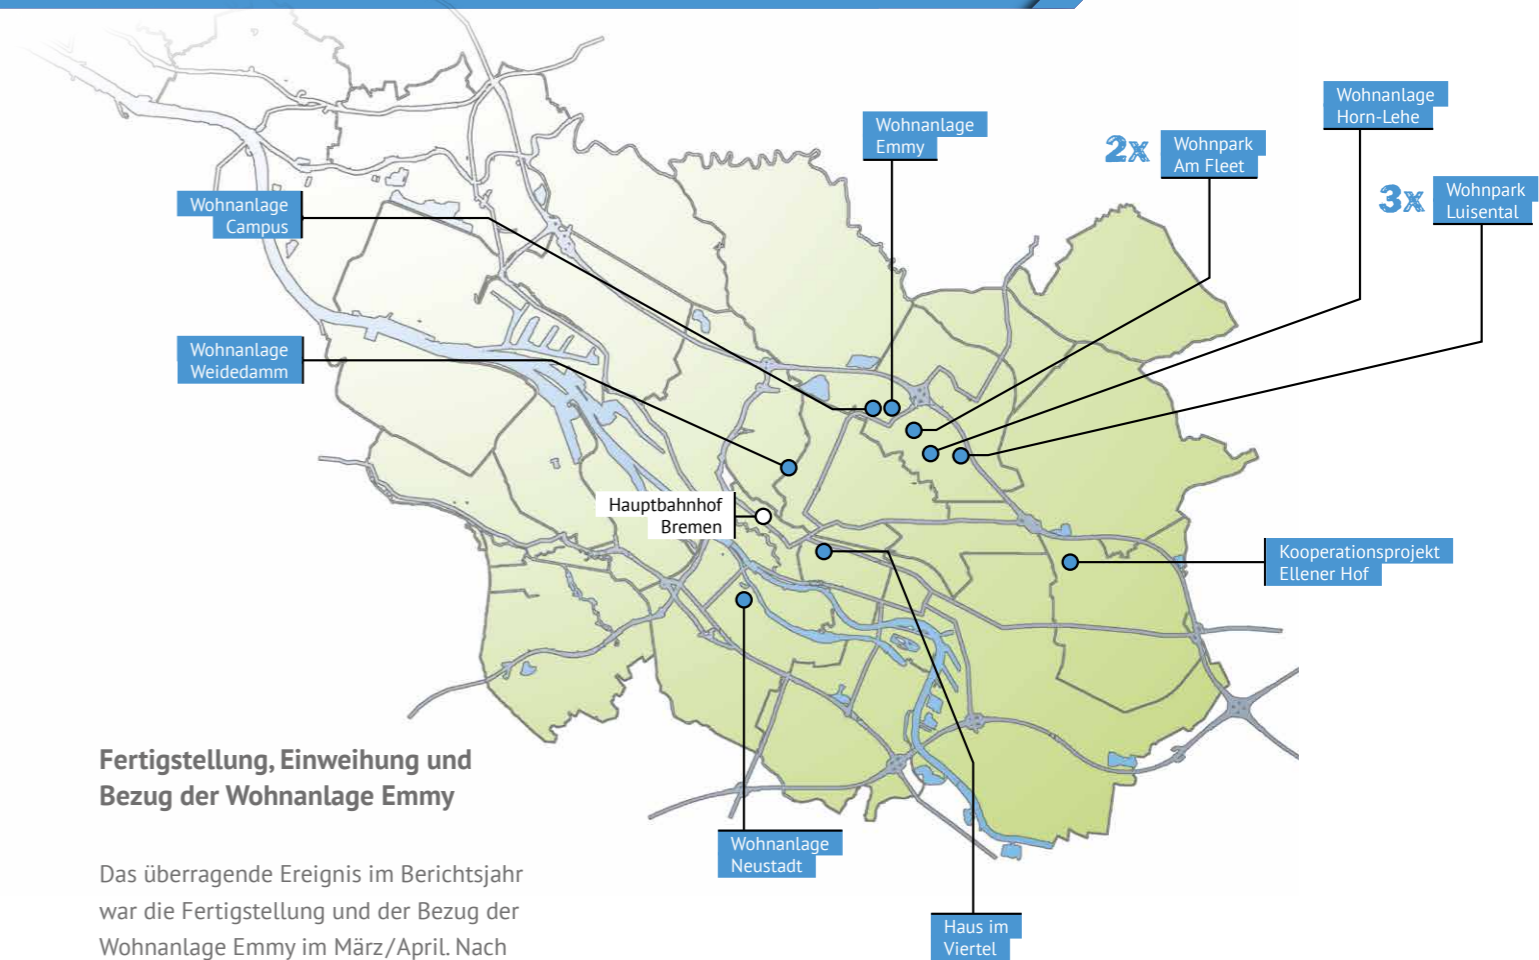 Wohnanlage
Horn-Lehe
Wohnanlage
Emmy
2x
Wohnpark
Am Fleet
3x
Wohnpark
Luisental
Wohnanlage
Campus
Wohnanlage
Weidedamm
Hauptbahnhof
Bremen
Kooperationsprojekt
Ellener Hof
Wohnanlage
Neustadt
Haus im
Viertel
Fertigstellung, Einweihung und
Bezug der Wohnanlage Emmy
Das überragende Ereignis im Berichtsjahr
war die Fertigstellung und der Bezug der
Wohnanlage Emmy im März/April. Nach